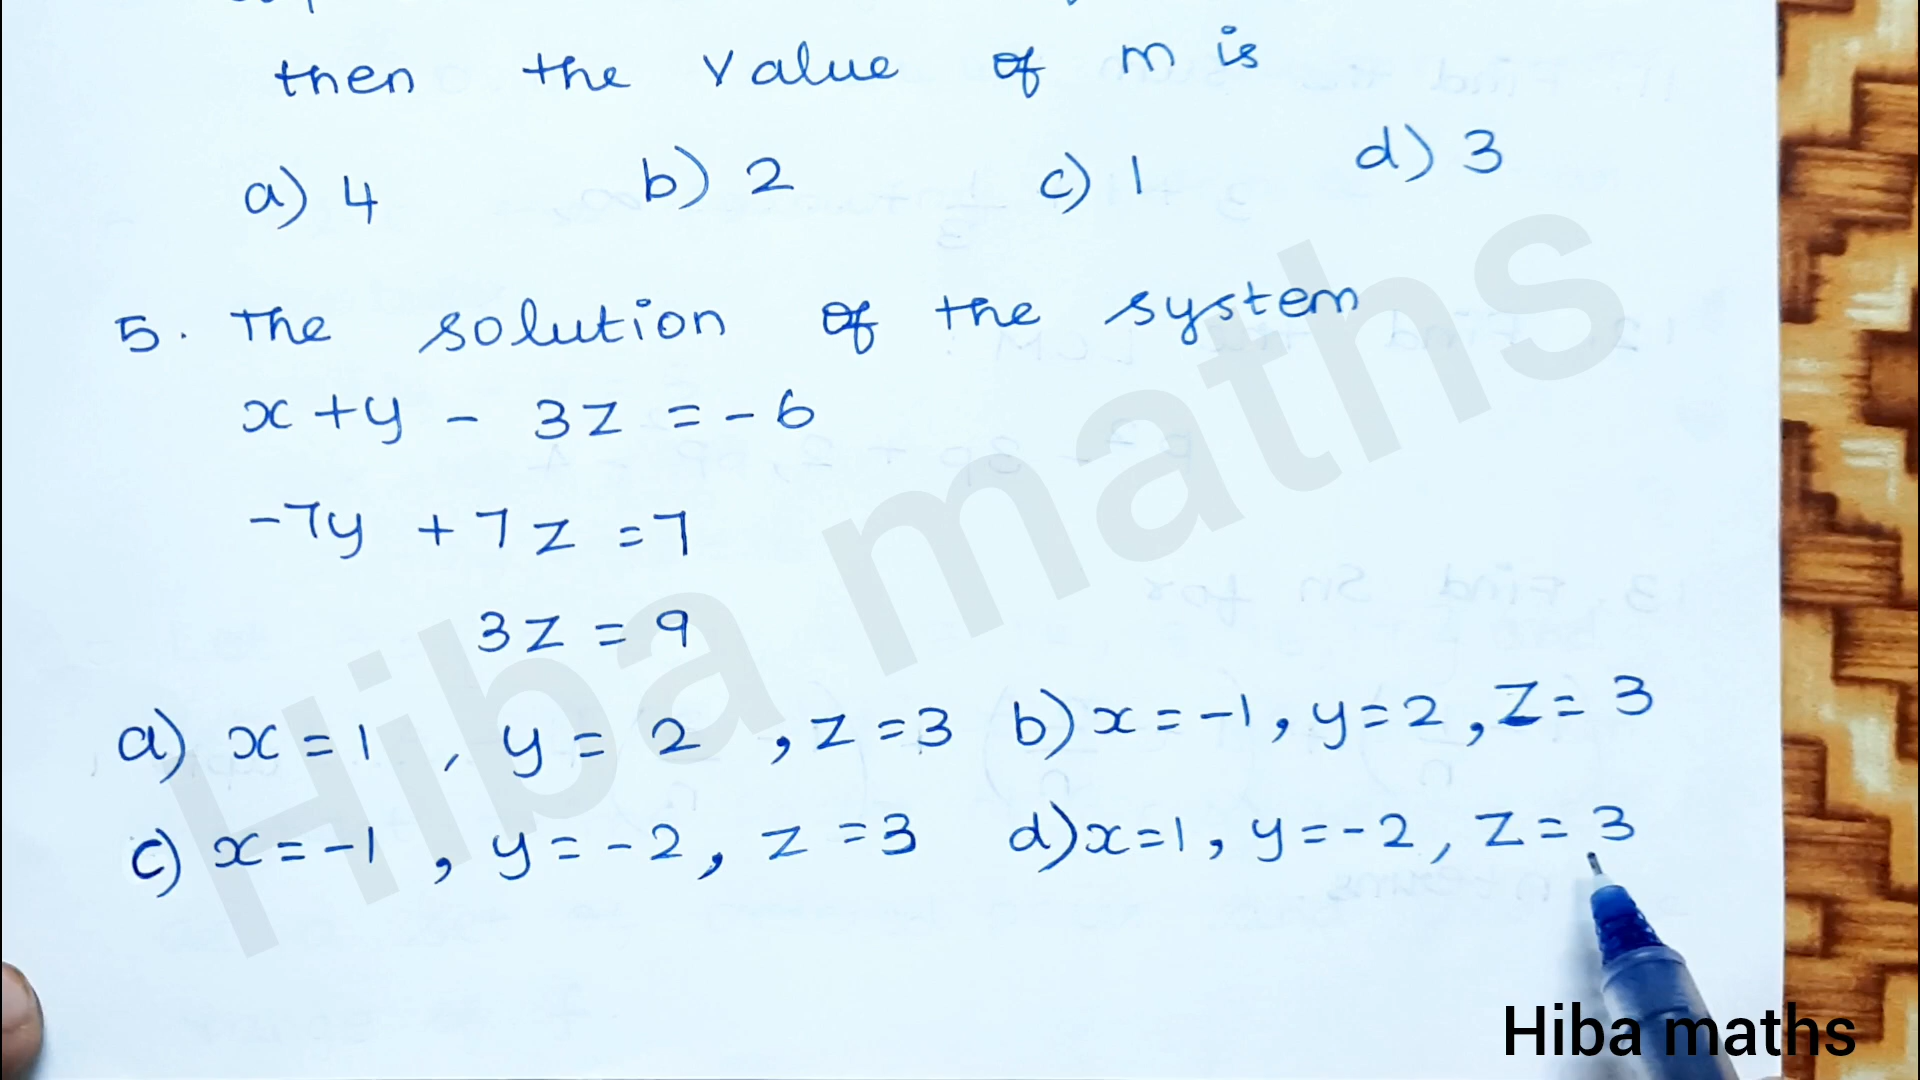 then the value of m is
a) 4 b) 2 c) 1 d) 3
5. The solution of the system
x + y - 3z = -6
-7y + 7z = 7
3z = 9
a) x = 1, y = 2, z = 3 b) x = -1, y = 2, z = 3
c) x = -1, y = -2, z = 3 d) x = 1, y = -2, z = 3
Hiba maths
Hiba maths